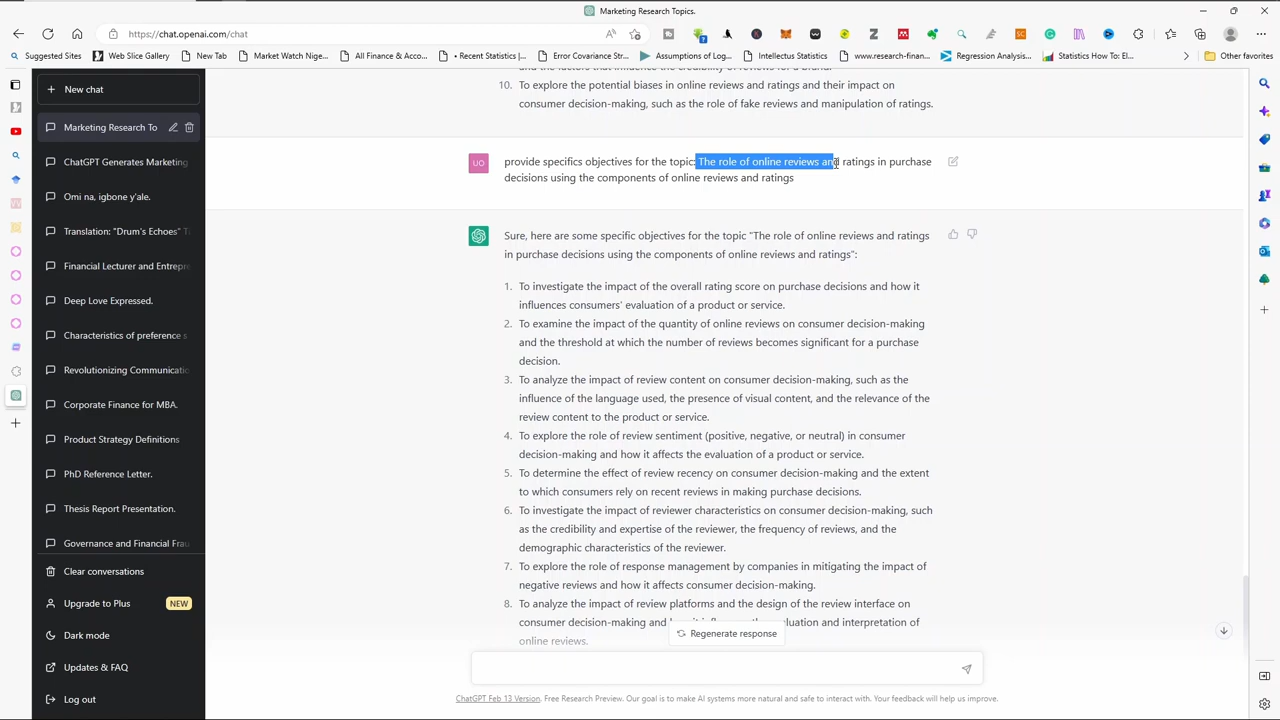 Marketing Research Topics.
https://chat.openai.com/chat
Suggested Sites
Web Slice Gallery
New Tab
Market Watch Nige...
All Finance & Acco...
• Recent Statistics |...
Error Covariance Str...
Assumptions of Log...
Intellectus Statistics
www.research-finan...
Regression Analysis...
Statistics How To: El...
Other favorites
New chat
Marketing Research To
ChatGPT Generates Marketing
Omi na, igbone y'ale.
Translation: "Drum's Echoes" T
Financial Lecturer and Entrepre
Deep Love Expressed.
Characteristics of preference s
Revolutionizing Communicatio
Corporate Finance for MBA.
Product Strategy Definitions
PhD Reference Letter.
Thesis Report Presentation.
Governance and Financial Frau
Clear conversations
Upgrade to Plus NEW
Dark mode
Updates & FAQ
Log out
10. To explore the potential biases in online reviews and ratings and their impact on
consumer decision-making, such as the role of fake reviews and manipulation of ratings.
UO
provide specifics objectives for the topic: The role of online reviews and ratings in purchase
decisions using the components of online reviews and ratings
Sure, here are some specific objectives for the topic "The role of online reviews and ratings
in purchase decisions using the components of online reviews and ratings":
1. To investigate the impact of the overall rating score on purchase decisions and how it
influences consumers' evaluation of a product or service.
2. To examine the impact of the quantity of online reviews on consumer decision-making
and the threshold at which the number of reviews becomes significant for a purchase
decision.
3. To analyze the impact of review content on consumer decision-making, such as the
influence of the language used, the presence of visual content, and the relevance of the
review content to the product or service.
4. To explore the role of review sentiment (positive, negative, or neutral) in consumer
decision-making and how it affects the evaluation of a product or service.
5. To determine the effect of review recency on consumer decision-making and the extent
to which consumers rely on recent reviews in making purchase decisions.
6. To investigate the impact of reviewer characteristics on consumer decision-making, such
as the credibility and expertise of the reviewer, the frequency of reviews, and the
demographic characteristics of the reviewer.
7. To explore the role of response management by companies in mitigating the impact of
negative reviews and how it affects consumer decision-making.
8. To analyze the impact of review platforms and the design of the review interface on
consumer decision-making and and interpretation of
online reviews.
Regenerate response
ChatGPT Feb 13 Version. Free Research Preview. Our goal is to make AI systems more natural and safe to interact with. Your feedback will help us improve.